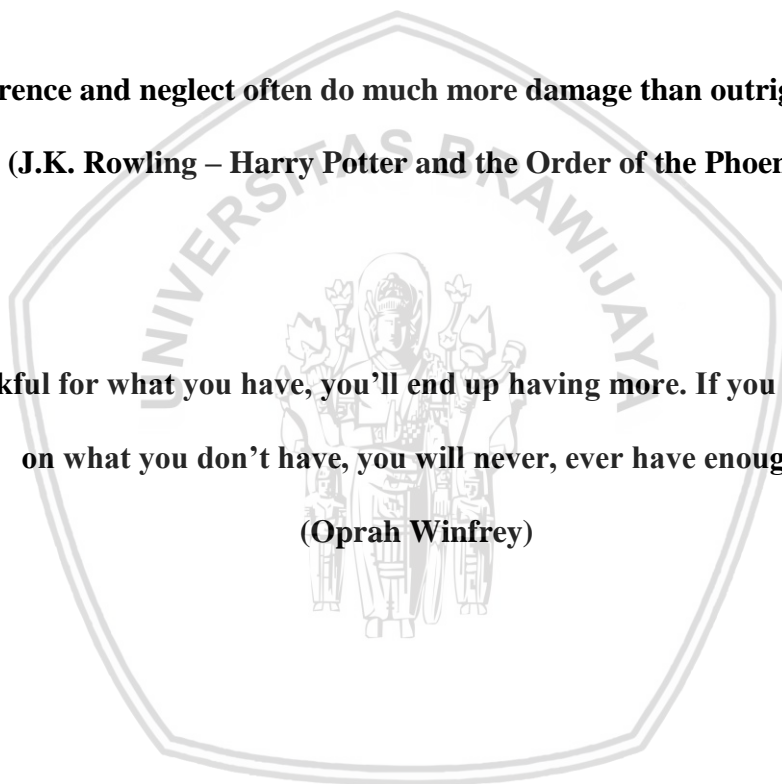 rence and neglect often do much more damage than outrig
(J.K. Rowling – Harry Potter and the Order of the Phoen
UNIVERSITAS BRAWIJAYA
kful for what you have, you’ll end up having more. If you
on what you don’t have, you will never, ever have enoug
(Oprah Winfrey)